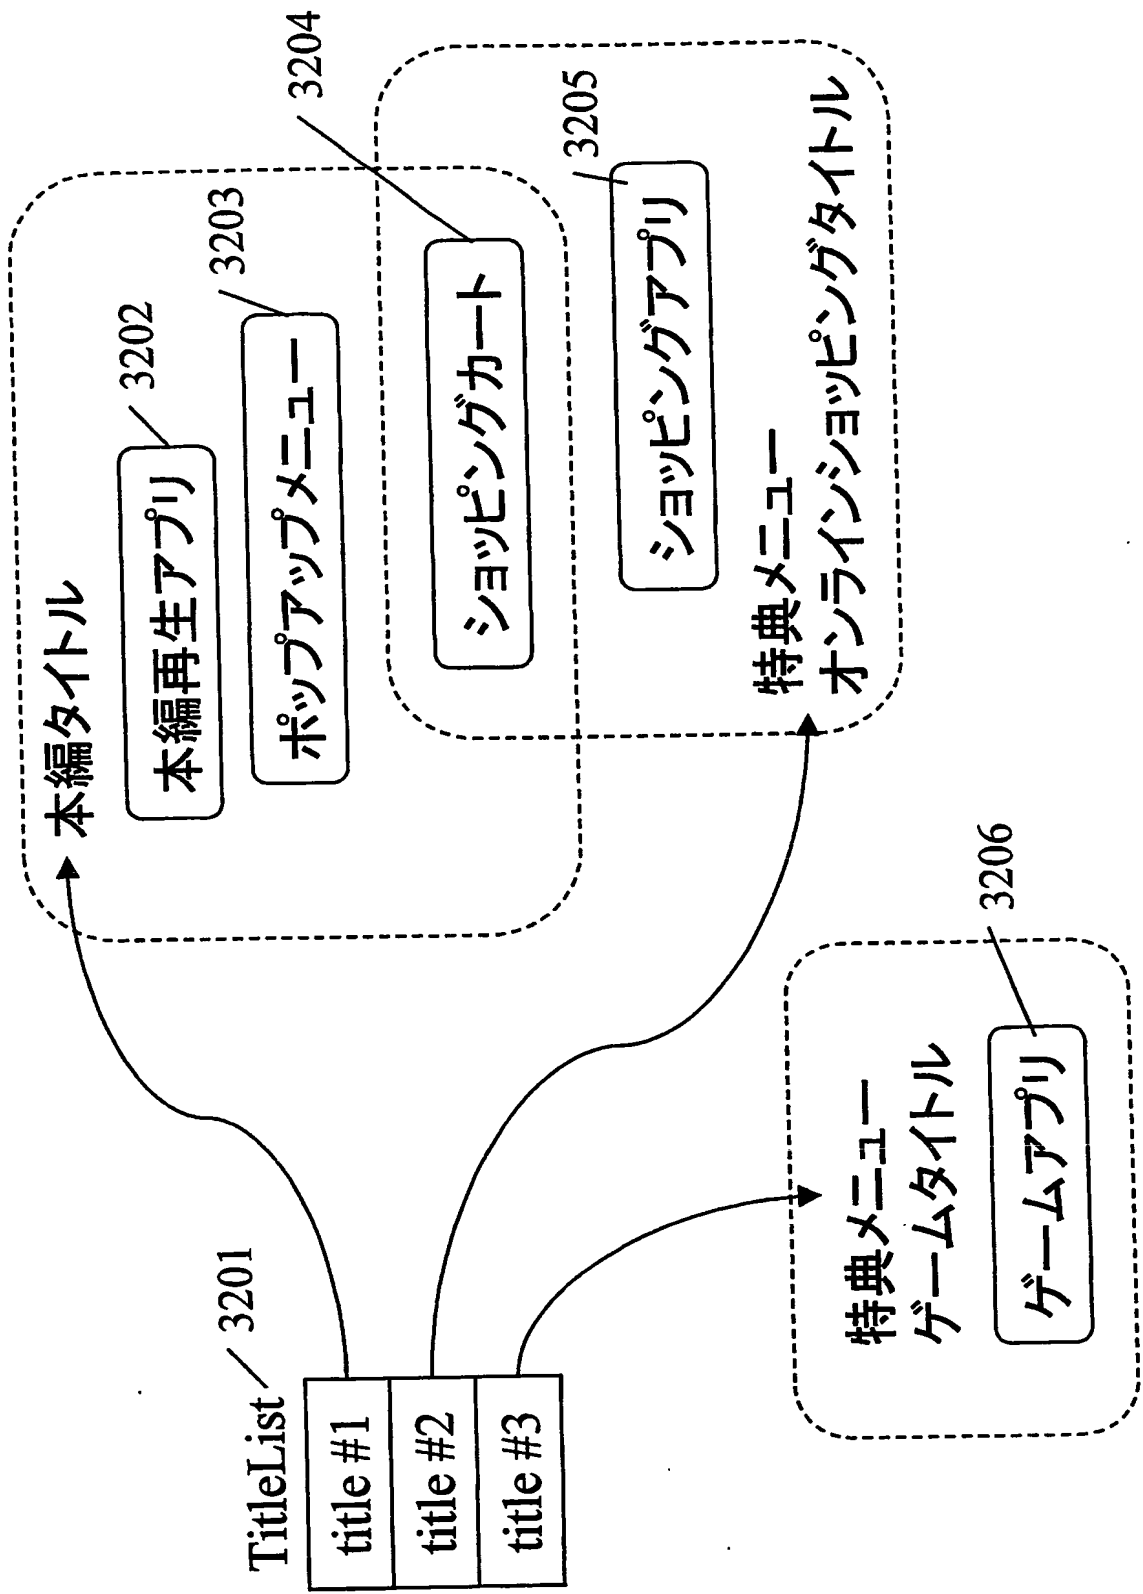 TitleList
3201
title #1
title #2
title #3
本編タイトル
本編再生アプリ
3202
ポップアップメニュー
3203
ショッピングカート
3204
ショッピングアプリ
3205
特典メニュー
オンラインショッピングタイトル
特典メニュー
ゲームタイトル
ゲームアプリ
3206